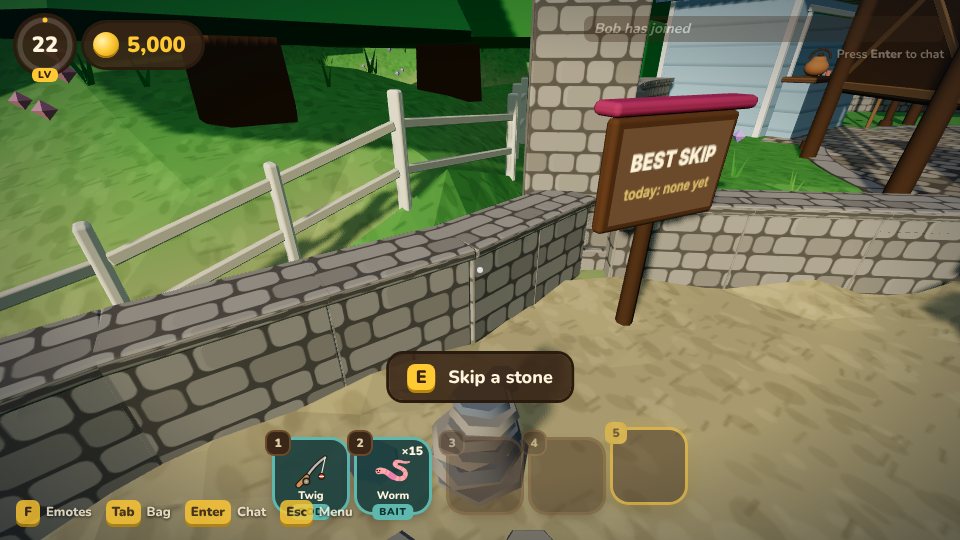 22
LV
5,000
Bob has joined
Press Enter to chat
BEST SKIP
today: none yet
E Skip a stone
1
Twig
2
×15
Worm
BAIT
3
4
5
F Emotes
Tab Bag
Enter Chat
Esc Menu